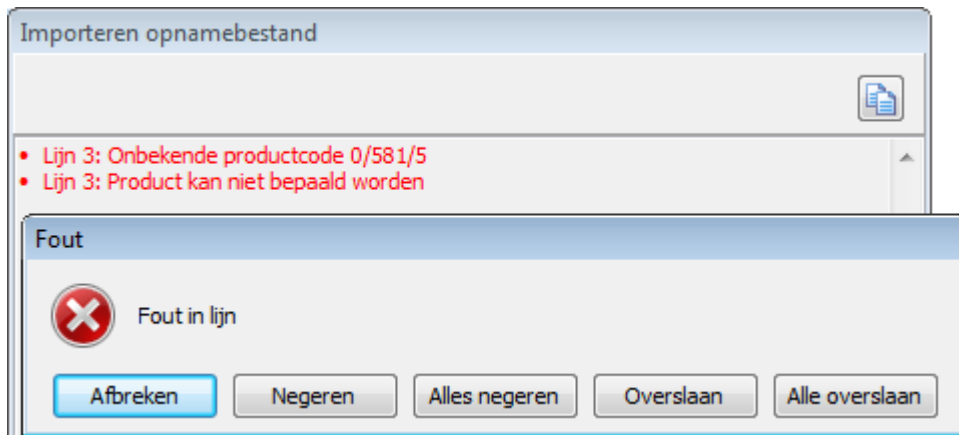 Importeren opnamebestand
• Lijn 3: Onbekende productcode 0/581/5
• Lijn 3: Product kan niet bepaald worden
Fout
Fout in lijn
Afbreken Negeren Alles negeren Overslaan Alle overslaan